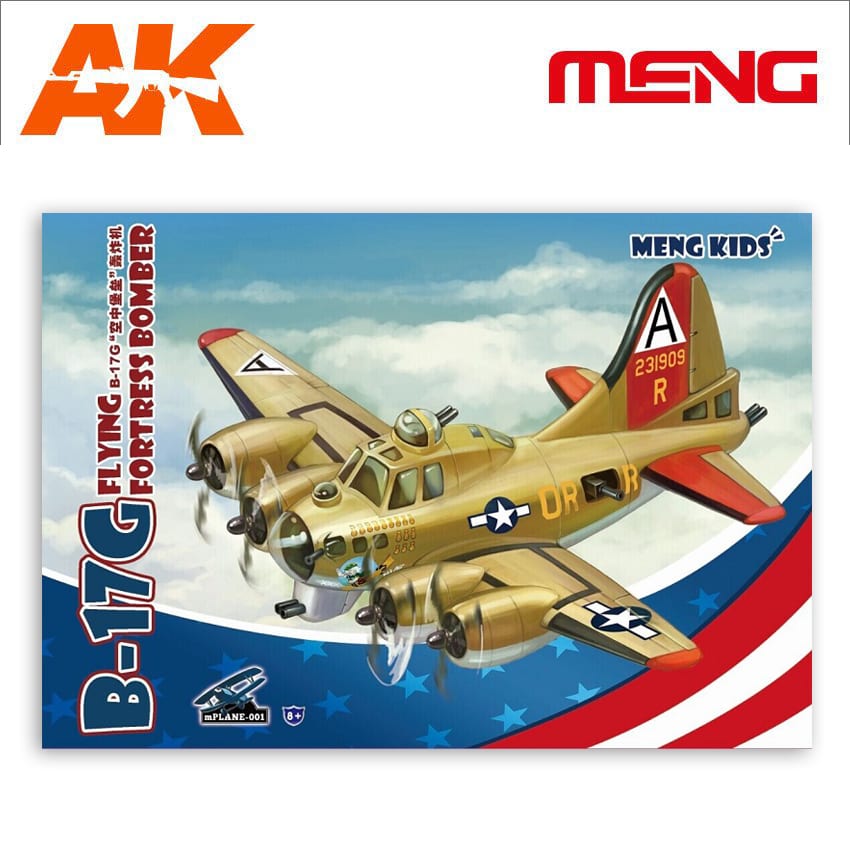 AK
MENG
MENG KIDS
B-17G
FLYING
B-17G “空中堡垒” 轰炸机
FORTRESS BOMBER
A
A
231909
R
OR
R
mPLANE-001
8+